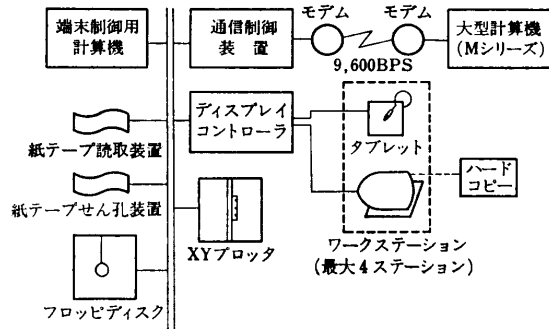 端末制御用
計算機
通信制御
装置
モデム
モデム
9,600BPS
大型計算機
(Mシリーズ)
紙テープ読取装置
ディスプレイ
コントローラ
タブレット
ハード
コピー
紙テープせん孔装置
XYプロッタ
ワークステーション
(最大4ステーション)
フロッピディスク